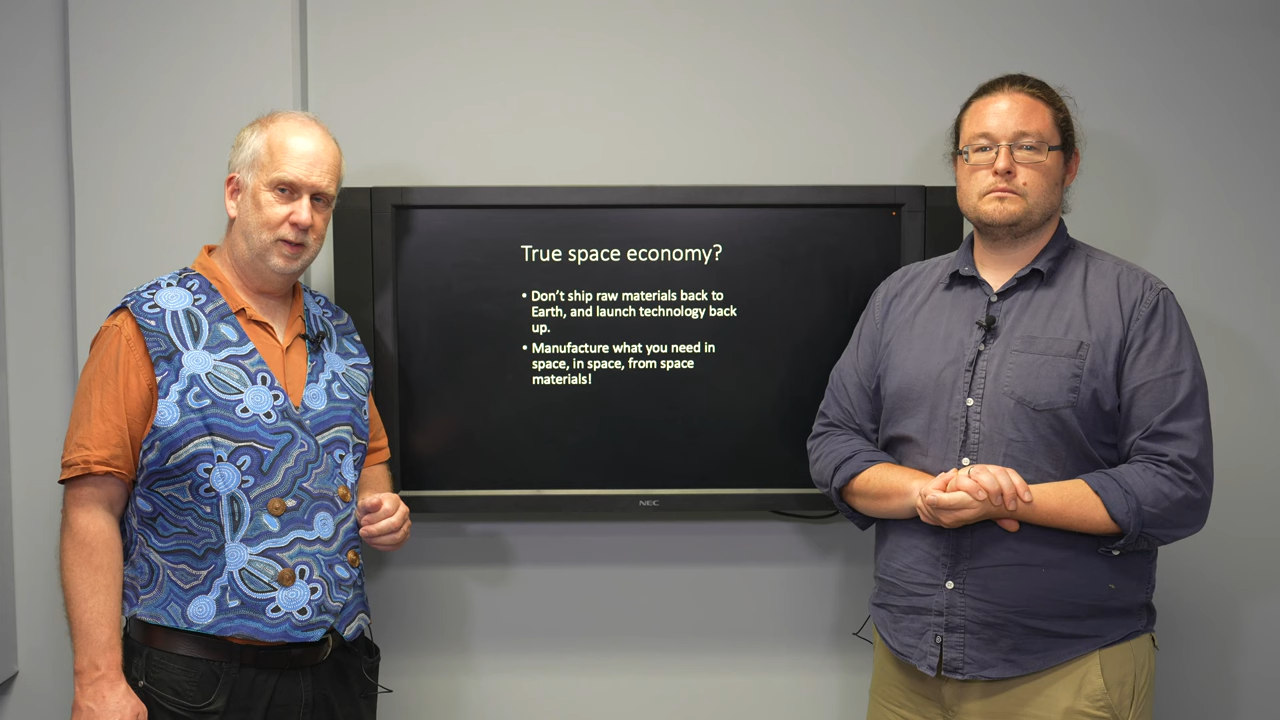 True space economy?
• Don't ship raw materials back to
Earth, and launch technology back
up.
• Manufacture what you need in
space, in space, from space
materials!
NEC